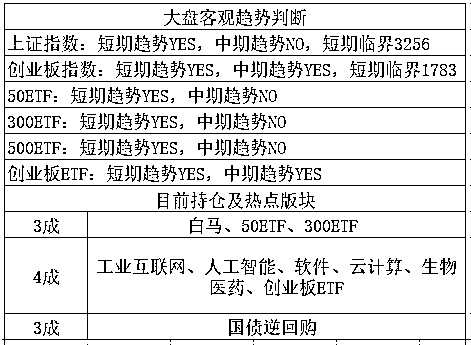 大盘客观趋势判断
上证指数：短期趋势YES，中期趋势NO，短期临界3256
创业板指数：短期趋势YES，中期趋势YES，短期临界1783
50ETF：短期趋势YES，中期趋势NO
300ETF：短期趋势YES，中期趋势NO
500ETF：短期趋势YES，中期趋势NO
创业板ETF：短期趋势YES，中期趋势YES
目前持仓及热点版块
3成 白马、50ETF、300ETF
4成 工业互联网、人工智能、软件、云计算、生物
医药、创业板ETF
3成 国债逆回购